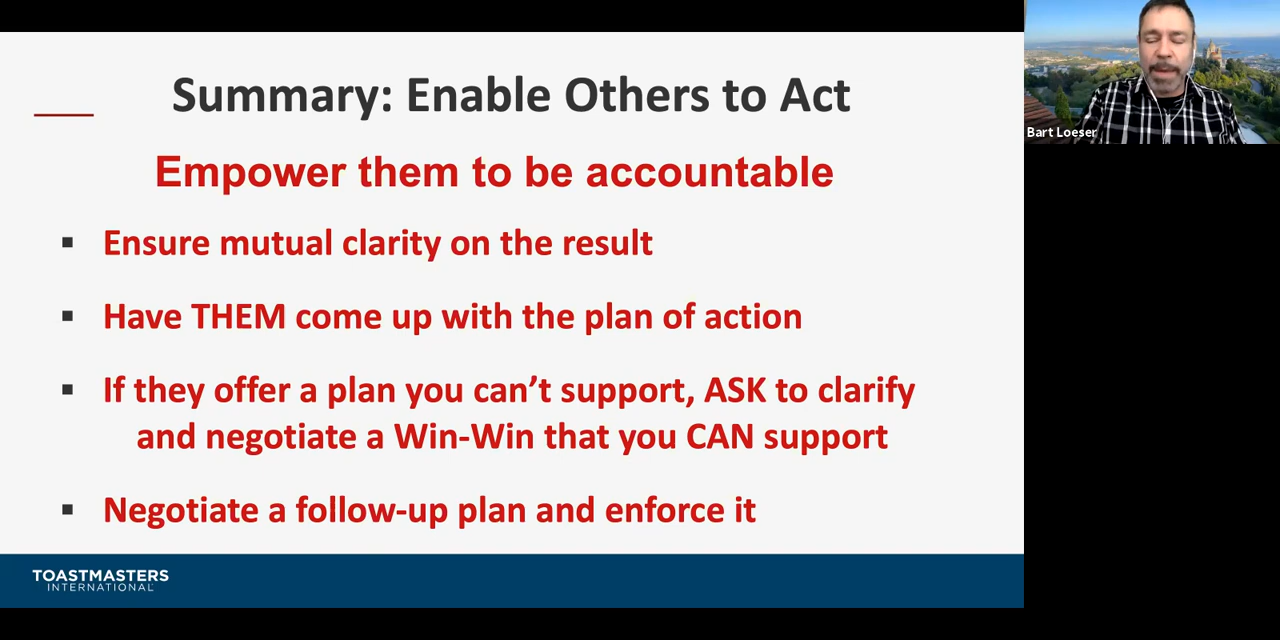 Summary: Enable Others to Act
Empower them to be accountable
▪ Ensure mutual clarity on the result
▪ Have THEM come up with the plan of action
▪ If they offer a plan you can’t support, ASK to clarify
and negotiate a Win-Win that you CAN support
▪ Negotiate a follow-up plan and enforce it
TOASTMASTERS
INTERNATIONAL
Bart Loeser